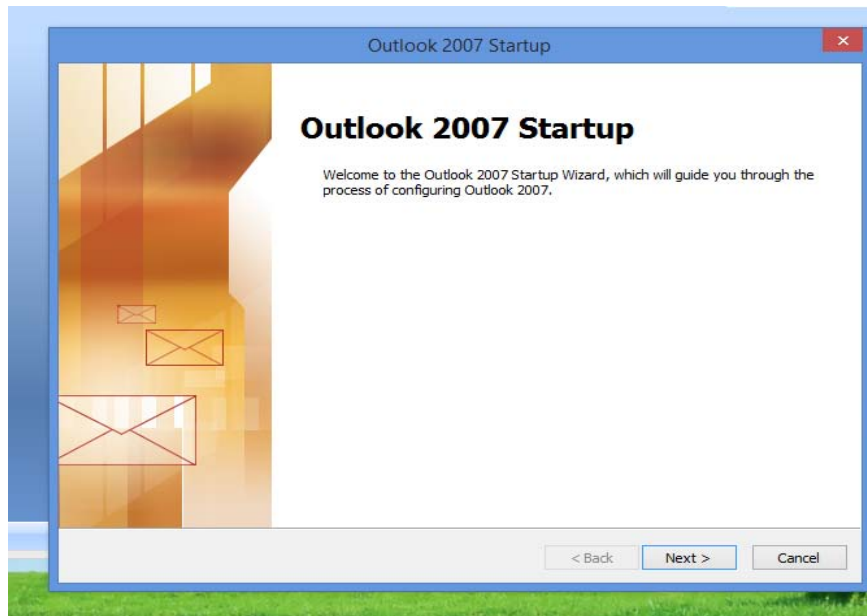 Outlook 2007 Startup
Outlook 2007 Startup
Welcome to the Outlook 2007 Startup Wizard, which will guide you through the
process of configuring Outlook 2007.
< Back Next > Cancel